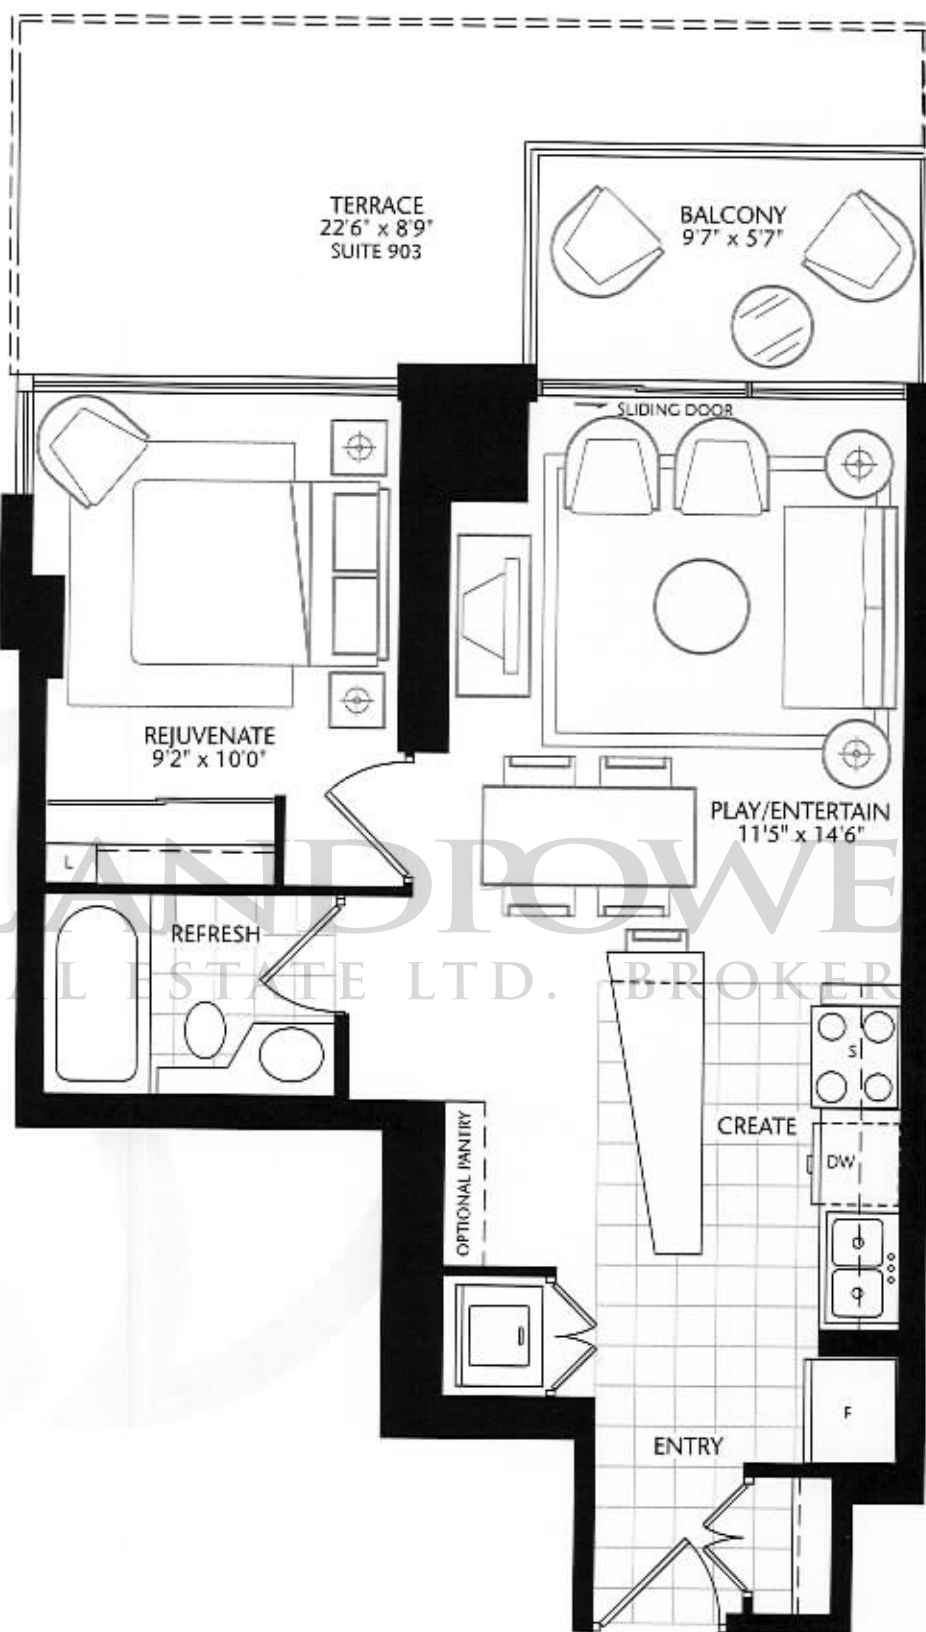 TERRACE
22'6" x 8'9"
SUITE 903
BALCONY
9'7" x 5'7"
SLIDING DOOR
REJUVENATE
9'2" x 10'0"
PLAY/ENTERTAIN
11'5" x 14'6"
L
LANDPOWE
REFRESH
AL ESTATE LTD. BROKER
S
CREATE
OPTIONAL PANTRY
DW
F
ENTRY